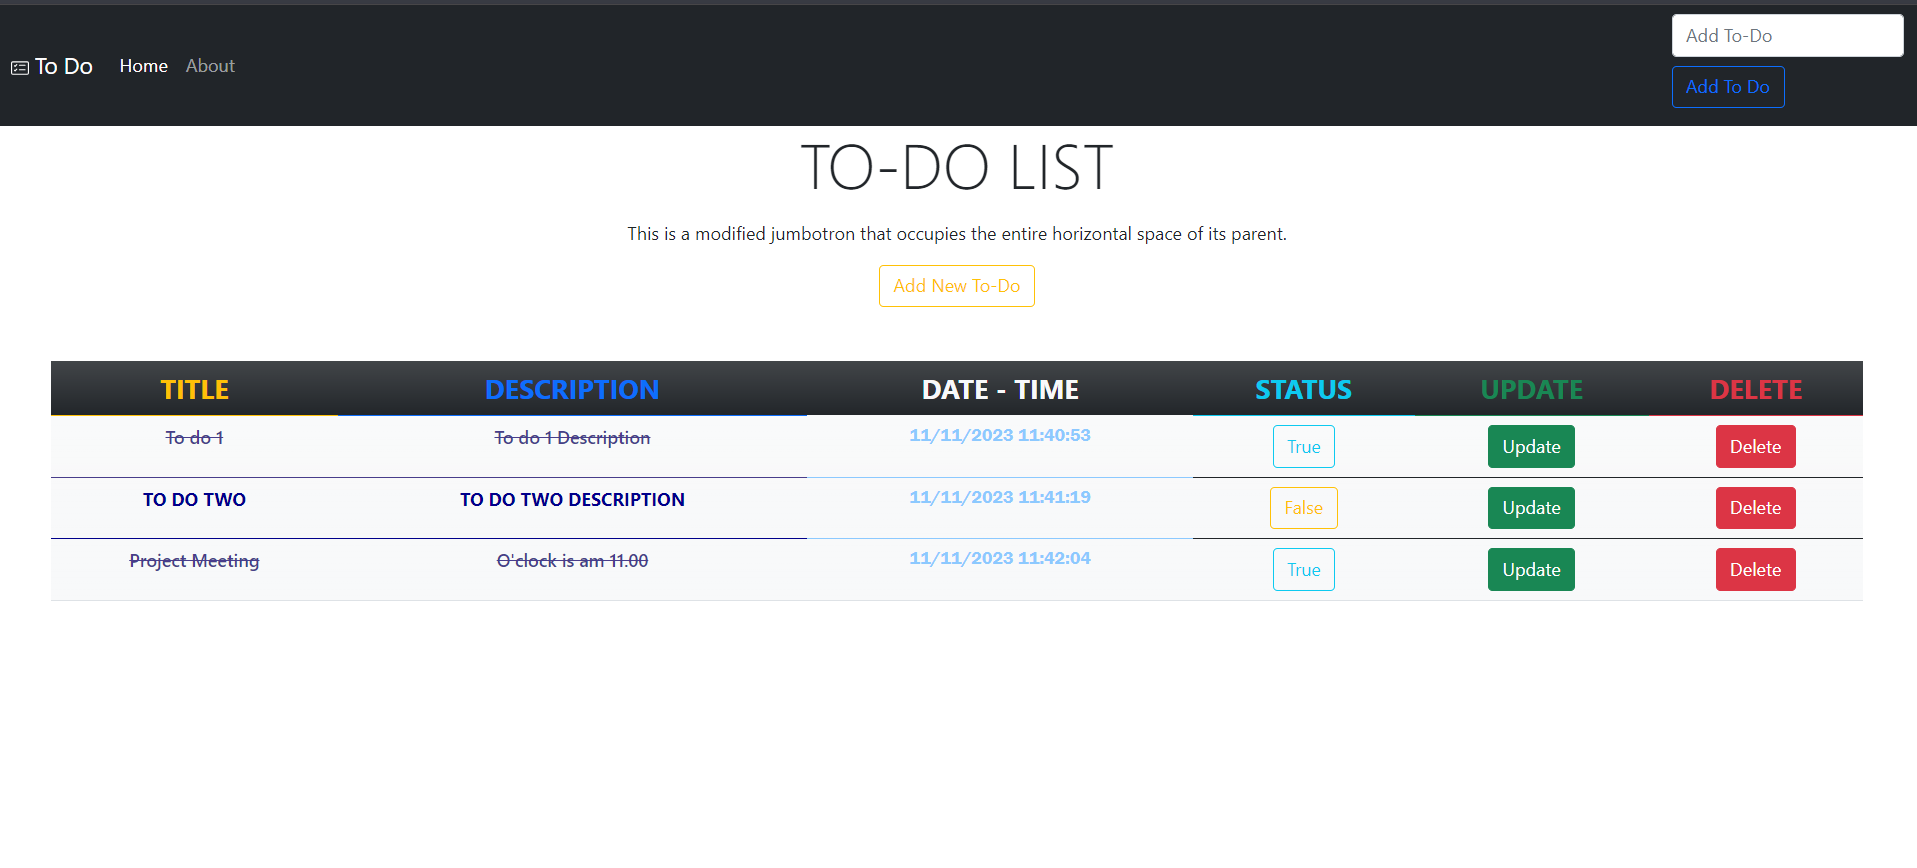 To Do Home About
Add To-Do
Add To Do
TO-DO LIST
This is a modified jumbotron that occupies the entire horizontal space of its parent.
Add New To-Do
TITLE DESCRIPTION DATE - TIME STATUS UPDATE DELETE
To do 1 To do 1 Description 11/11/2023 11:40:53 True Update Delete
TO DO TWO TO DO TWO DESCRIPTION 11/11/2023 11:41:19 False Update Delete
Project Meeting O'clock is am 11.00 11/11/2023 11:42:04 True Update Delete